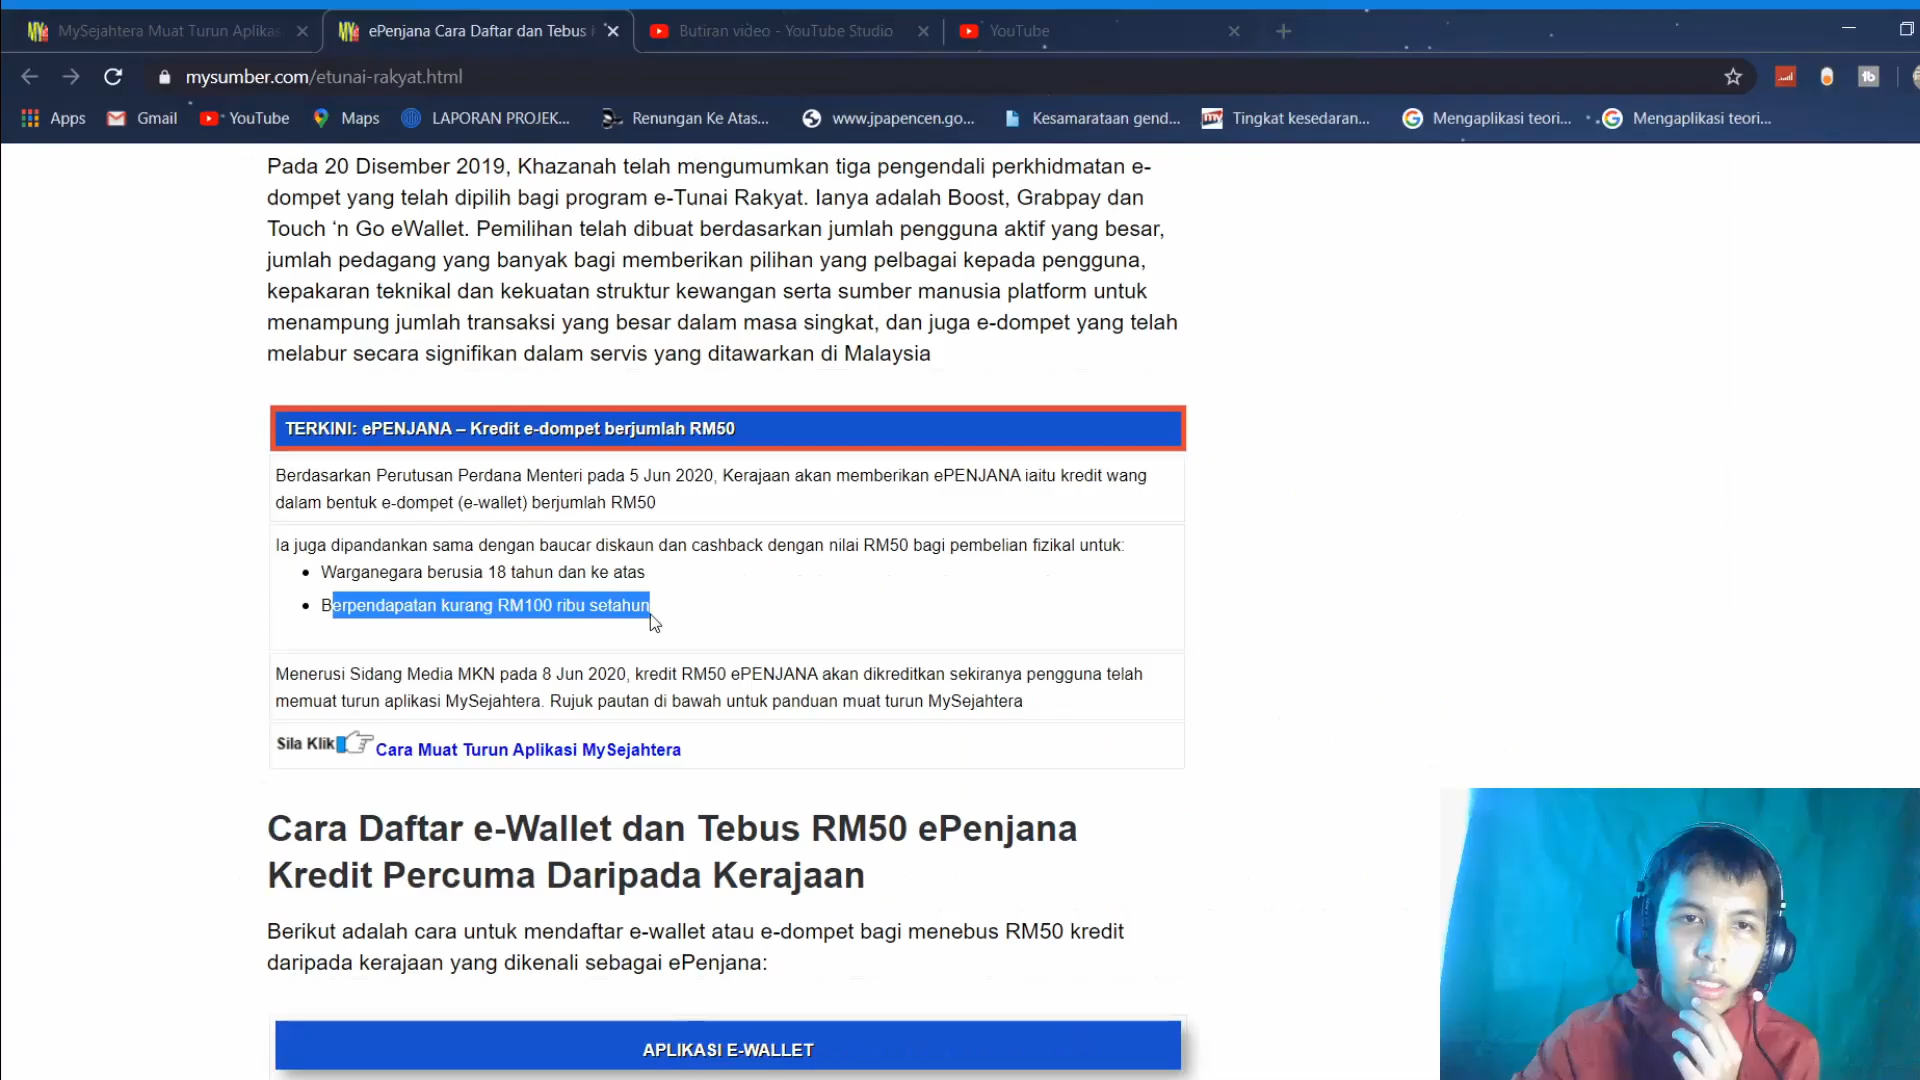 MySejahtera Muat Turun Aplikas
ePenjana Cara Daftar dan Tebus
Butiran video - YouTube Studio
YouTube
mysumber.com/etunai-rakyat.html
Apps
Gmail
YouTube
Maps
LAPORAN PROJEK...
Renungan Ke Atas...
www.jpapencen.go...
Kesamarataan gend...
Tingkat kesedaran...
Mengaplikasi teori...
Mengaplikasi teori...
Pada 20 Disember 2019, Khazanah telah mengumumkan tiga pengendali perkhidmatan e-
dompet yang telah dipilih bagi program e-Tunai Rakyat. Ianya adalah Boost, Grabpay dan
Touch ‘n Go eWallet. Pemilihan telah dibuat berdasarkan jumlah pengguna aktif yang besar,
jumlah pedagang yang banyak bagi memberikan pilihan yang pelbagai kepada pengguna,
kepakaran teknikal dan kekuatan struktur kewangan serta sumber manusia platform untuk
menampung jumlah transaksi yang besar dalam masa singkat, dan juga e-dompet yang telah
melabur secara signifikan dalam servis yang ditawarkan di Malaysia
TERKINI: ePENJANA – Kredit e-dompet berjumlah RM50
Berdasarkan Perutusan Perdana Menteri pada 5 Jun 2020, Kerajaan akan memberikan ePENJANA iaitu kredit wang
dalam bentuk e-dompet (e-wallet) berjumlah RM50
Ia juga dipandankan sama dengan baucar diskaun dan cashback dengan nilai RM50 bagi pembelian fizikal untuk:
• Warganegara berusia 18 tahun dan ke atas
• Berpendapatan kurang RM100 ribu setahun
Menerusi Sidang Media MKN pada 8 Jun 2020, kredit RM50 ePENJANA akan dikreditkan sekiranya pengguna telah
memuat turun aplikasi MySejahtera. Rujuk pautan di bawah untuk panduan muat turun MySejahtera
Sila Klik Cara Muat Turun Aplikasi MySejahtera
Cara Daftar e-Wallet dan Tebus RM50 ePenjana
Kredit Percuma Daripada Kerajaan
Berikut adalah cara untuk mendaftar e-wallet atau e-dompet bagi menebus RM50 kredit
daripada kerajaan yang dikenali sebagai ePenjana:
APLIKASI E-WALLET